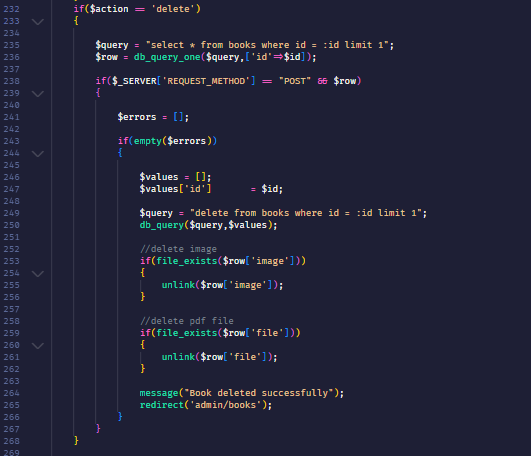 232 if($action == 'delete')
233 {
234
235 $query = "select * from books where id = :id limit 1";
236 $row = db_query_one($query,['id'=>$id]);
237
238 if($_SERVER['REQUEST_METHOD'] == "POST" && $row)
239 {
240
241 $errors = [];
242
243 if(empty($errors))
244 {
245
246 $values = [];
247 $values['id'] = $id;
248
249 $query = "delete from books where id = :id limit 1";
250 db_query($query,$values);
251
252 //delete image
253 if(file_exists($row['image']))
254 {
255 unlink($row['image']);
256 }
257
258 //delete pdf file
259 if(file_exists($row['file']))
260 {
261 unlink($row['file']);
262 }
263
264 message("Book deleted successfully");
265 redirect('admin/books');
266 }
267 }
268 }
269